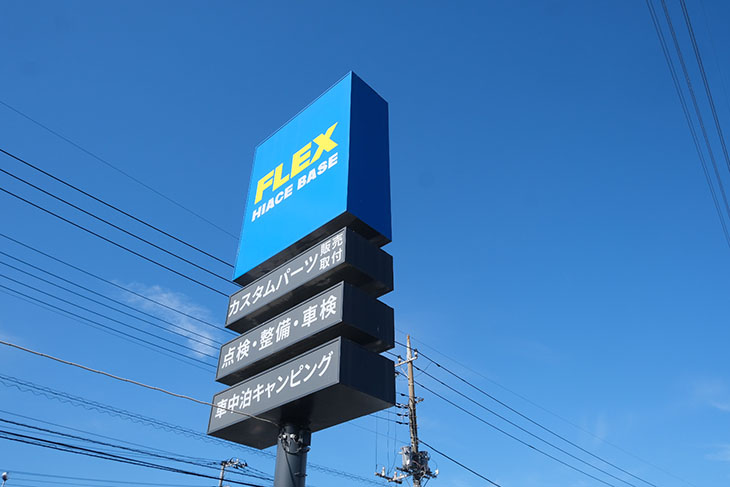 FLEX
HIACE BASE
カスタムパーツ 販売 取付
点検・整備・車検
車中泊キャンピング